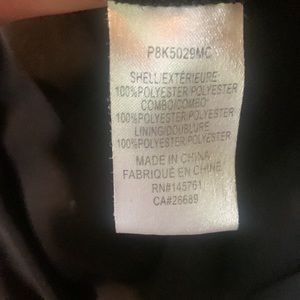 P8K5029MC
SHELL/EXTÉRIEURE:
100%POLYESTER/POLYESTER
COMBO/COMBO:
100%POLYESTER/POLYESTER
LINING/DOUBLURE:
100%POLYESTER/POLYESTER
MADE IN CHINA
FABRIQUÉ EN CHINE
RN#145761
CA#26689